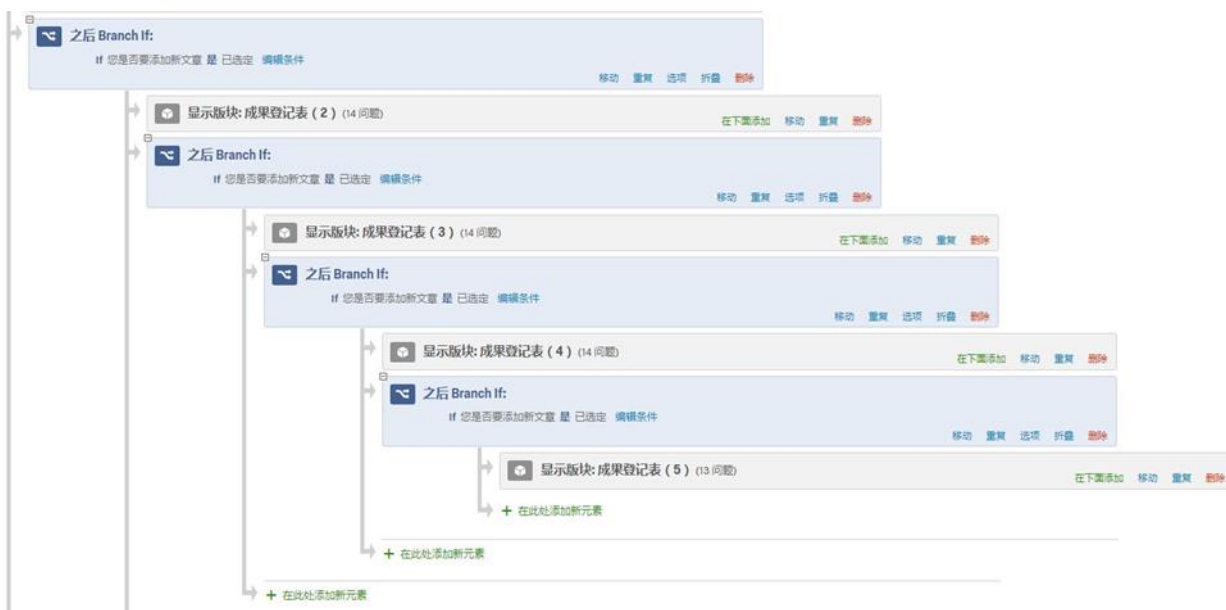 之后 Branch If:
If 您是否要添加新文章 是 已选定 编辑条件
移动 重复 选项 折叠 删除
显示版块: 成果登记表 ( 2 ) (14 问题)
在下面添加 移动 重复 删除
之后 Branch If:
If 您是否要添加新文章 是 已选定 编辑条件
移动 重复 选项 折叠 删除
显示版块: 成果登记表 ( 3 ) (14 问题)
在下面添加 移动 重复 删除
之后 Branch If:
If 您是否要添加新文章 是 已选定 编辑条件
移动 重复 选项 折叠 删除
显示版块: 成果登记表 ( 4 ) (14 问题)
在下面添加 移动 重复 删除
之后 Branch If:
If 您是否要添加新文章 是 已选定 编辑条件
移动 重复 选项 折叠 删除
显示版块: 成果登记表 ( 5 ) (13 问题)
在下面添加 移动 重复 删除
+ 在此处添加新元素
+ 在此处添加新元素
+ 在此处添加新元素